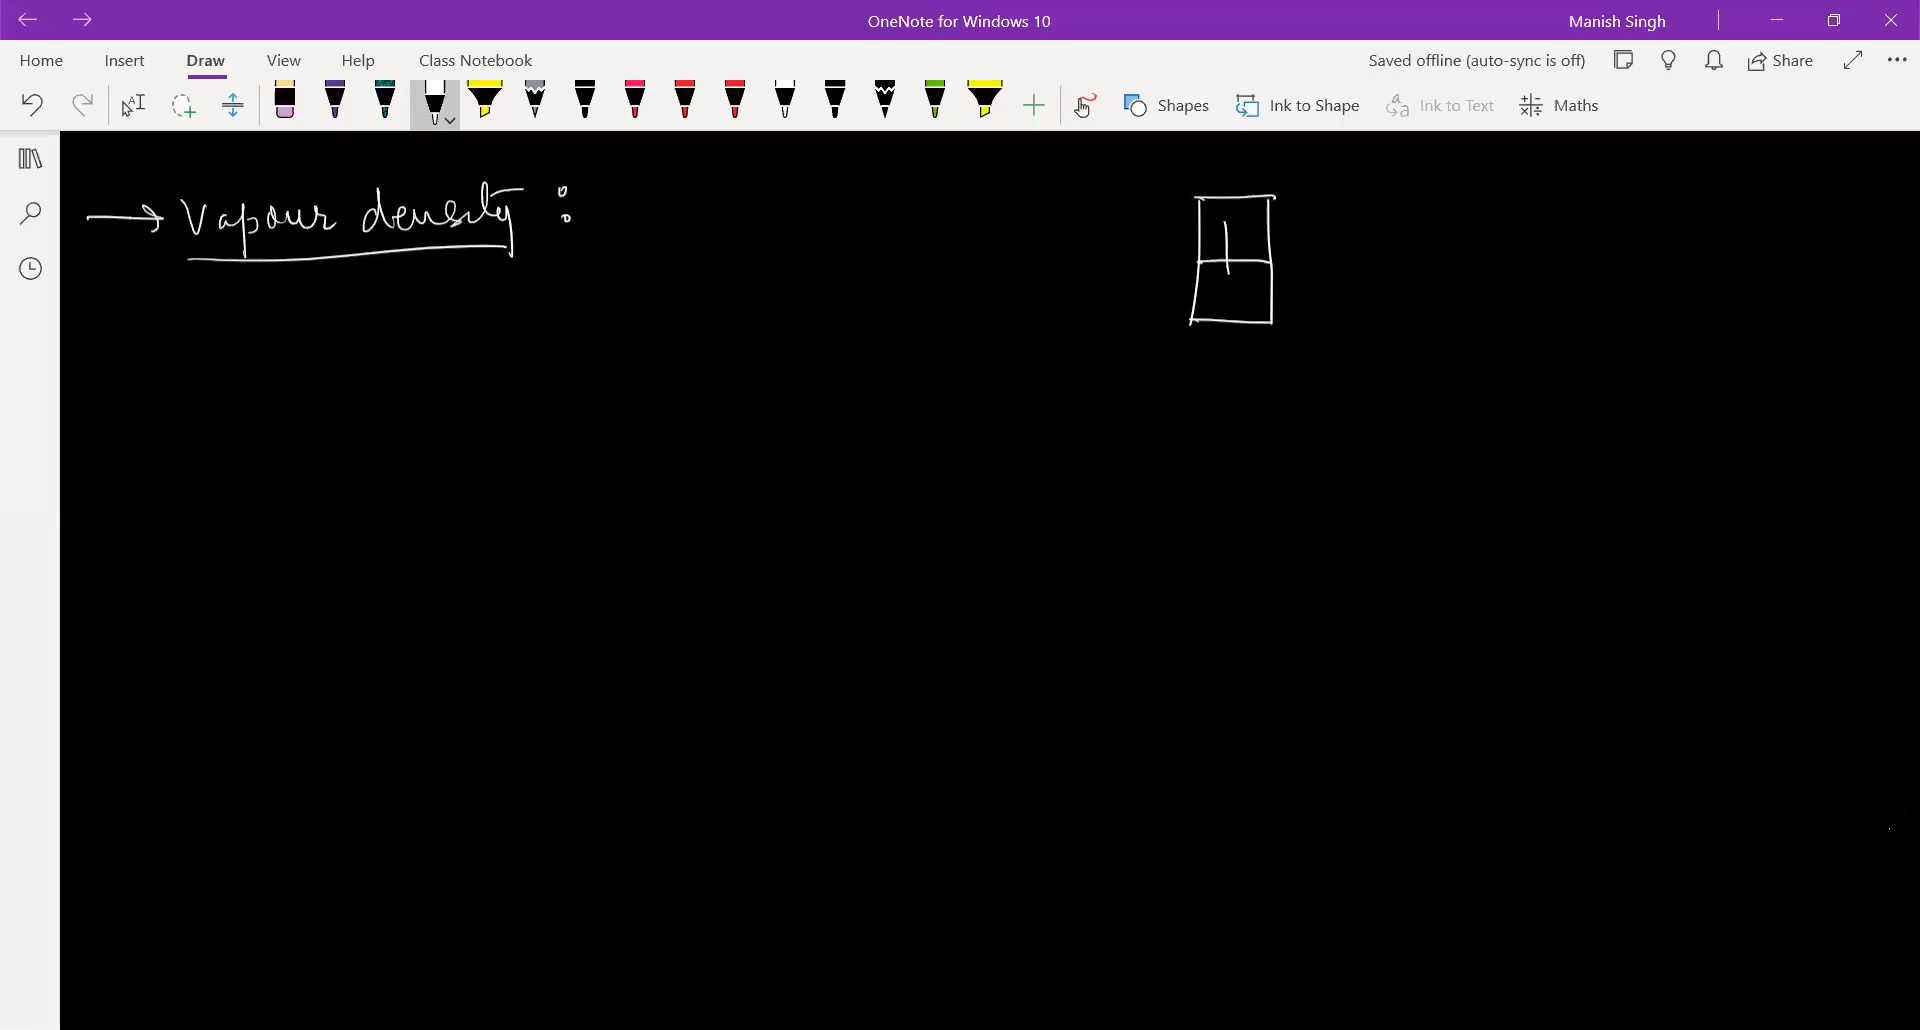 OneNote for Windows 10
Manish Singh
Home Insert Draw View Help Class Notebook
Saved offline (auto-sync is off) Share
Shapes Ink to Shape Ink to Text Maths
→ Vapour density :